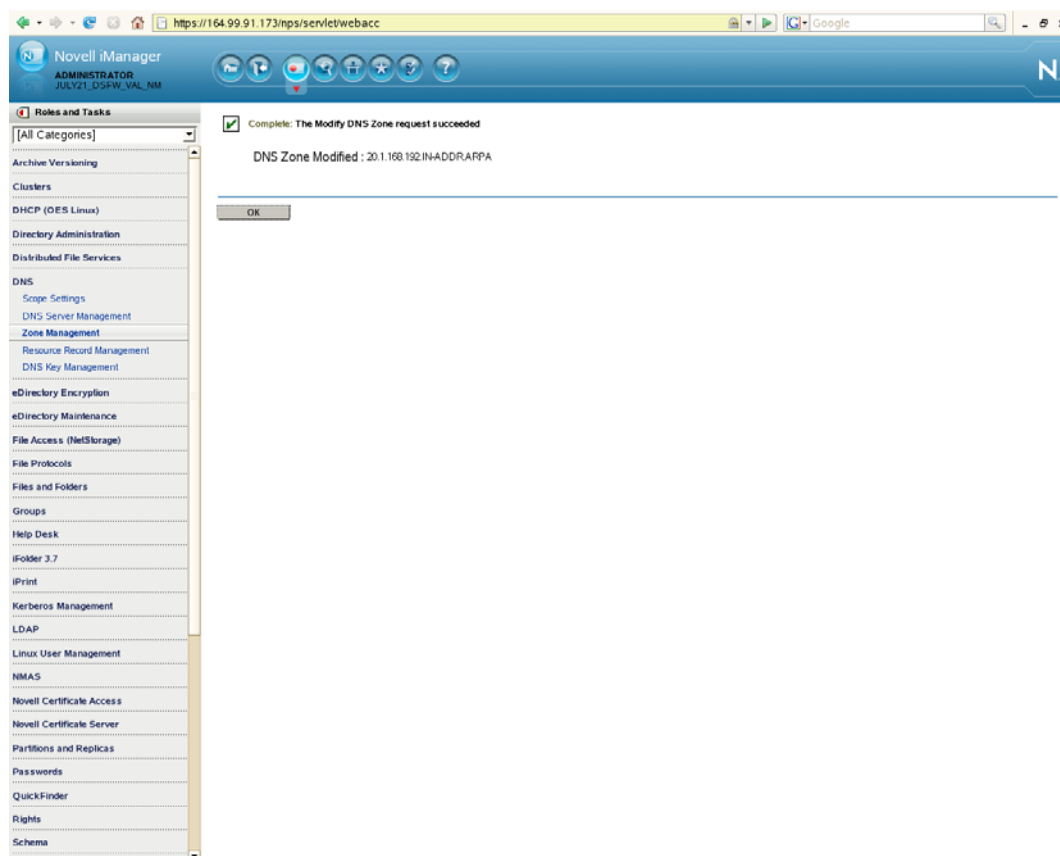 https://164.99.91.173/nps/servlet/webacc
G
Google
Novell iManager
ADMINISTRATOR
JULY21_DSFW_VAL_NM
N
Roles and Tasks
[All Categories]
Complete: The Modify DNS Zone request succeeded
DNS Zone Modified : 20.1.168.192.IN-ADDR.ARPA
OK
Archive Versioning
Clusters
DHCP (OES Linux)
Directory Administration
Distributed File Services
DNS
Scope Settings
DNS Server Management
Zone Management
Resource Record Management
DNS Key Management
eDirectory Encryption
eDirectory Maintenance
File Access (NetStorage)
File Protocols
Files and Folders
Groups
Help Desk
iFolder 3.7
iPrint
Kerberos Management
LDAP
Linux User Management
NMAS
Novell Certificate Access
Novell Certificate Server
Partitions and Replicas
Passwords
QuickFinder
Rights
Schema